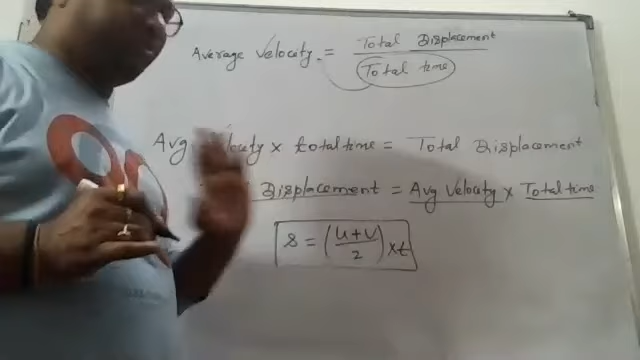 Average Velocity = Total Displacement / Total time
Avg Velocity × total time = Total Displacement
Displacement = Avg Velocity × Total time
s = (u+v / 2) × t